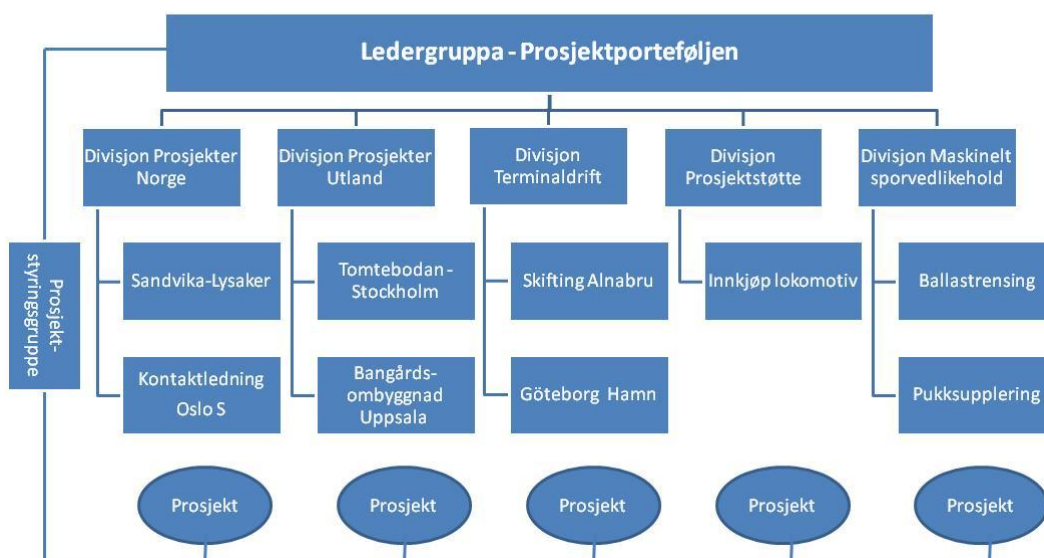 Ledergruppa - Prosjektporteføljen
Divisjon Prosjekter
Norge
Divisjon Prosjekter
Utland
Divisjon
Terminaldrift
Divisjon
Prosjektstøtte
Divisjon Maskinelt
sporvedlikehold
Prosjekt-
styringsgruppe
Sandvika-Lysaker
Tomtebodan -
Stockholm
Skifting Alnabru
Innkjøp lokomotiv
Ballastrensing
Kontaktledning
Oslo S
Bangårds-
ombyggnad
Uppsala
Göteborg Hamn
Pukksupplering
Prosjekt
Prosjekt
Prosjekt
Prosjekt
Prosjekt